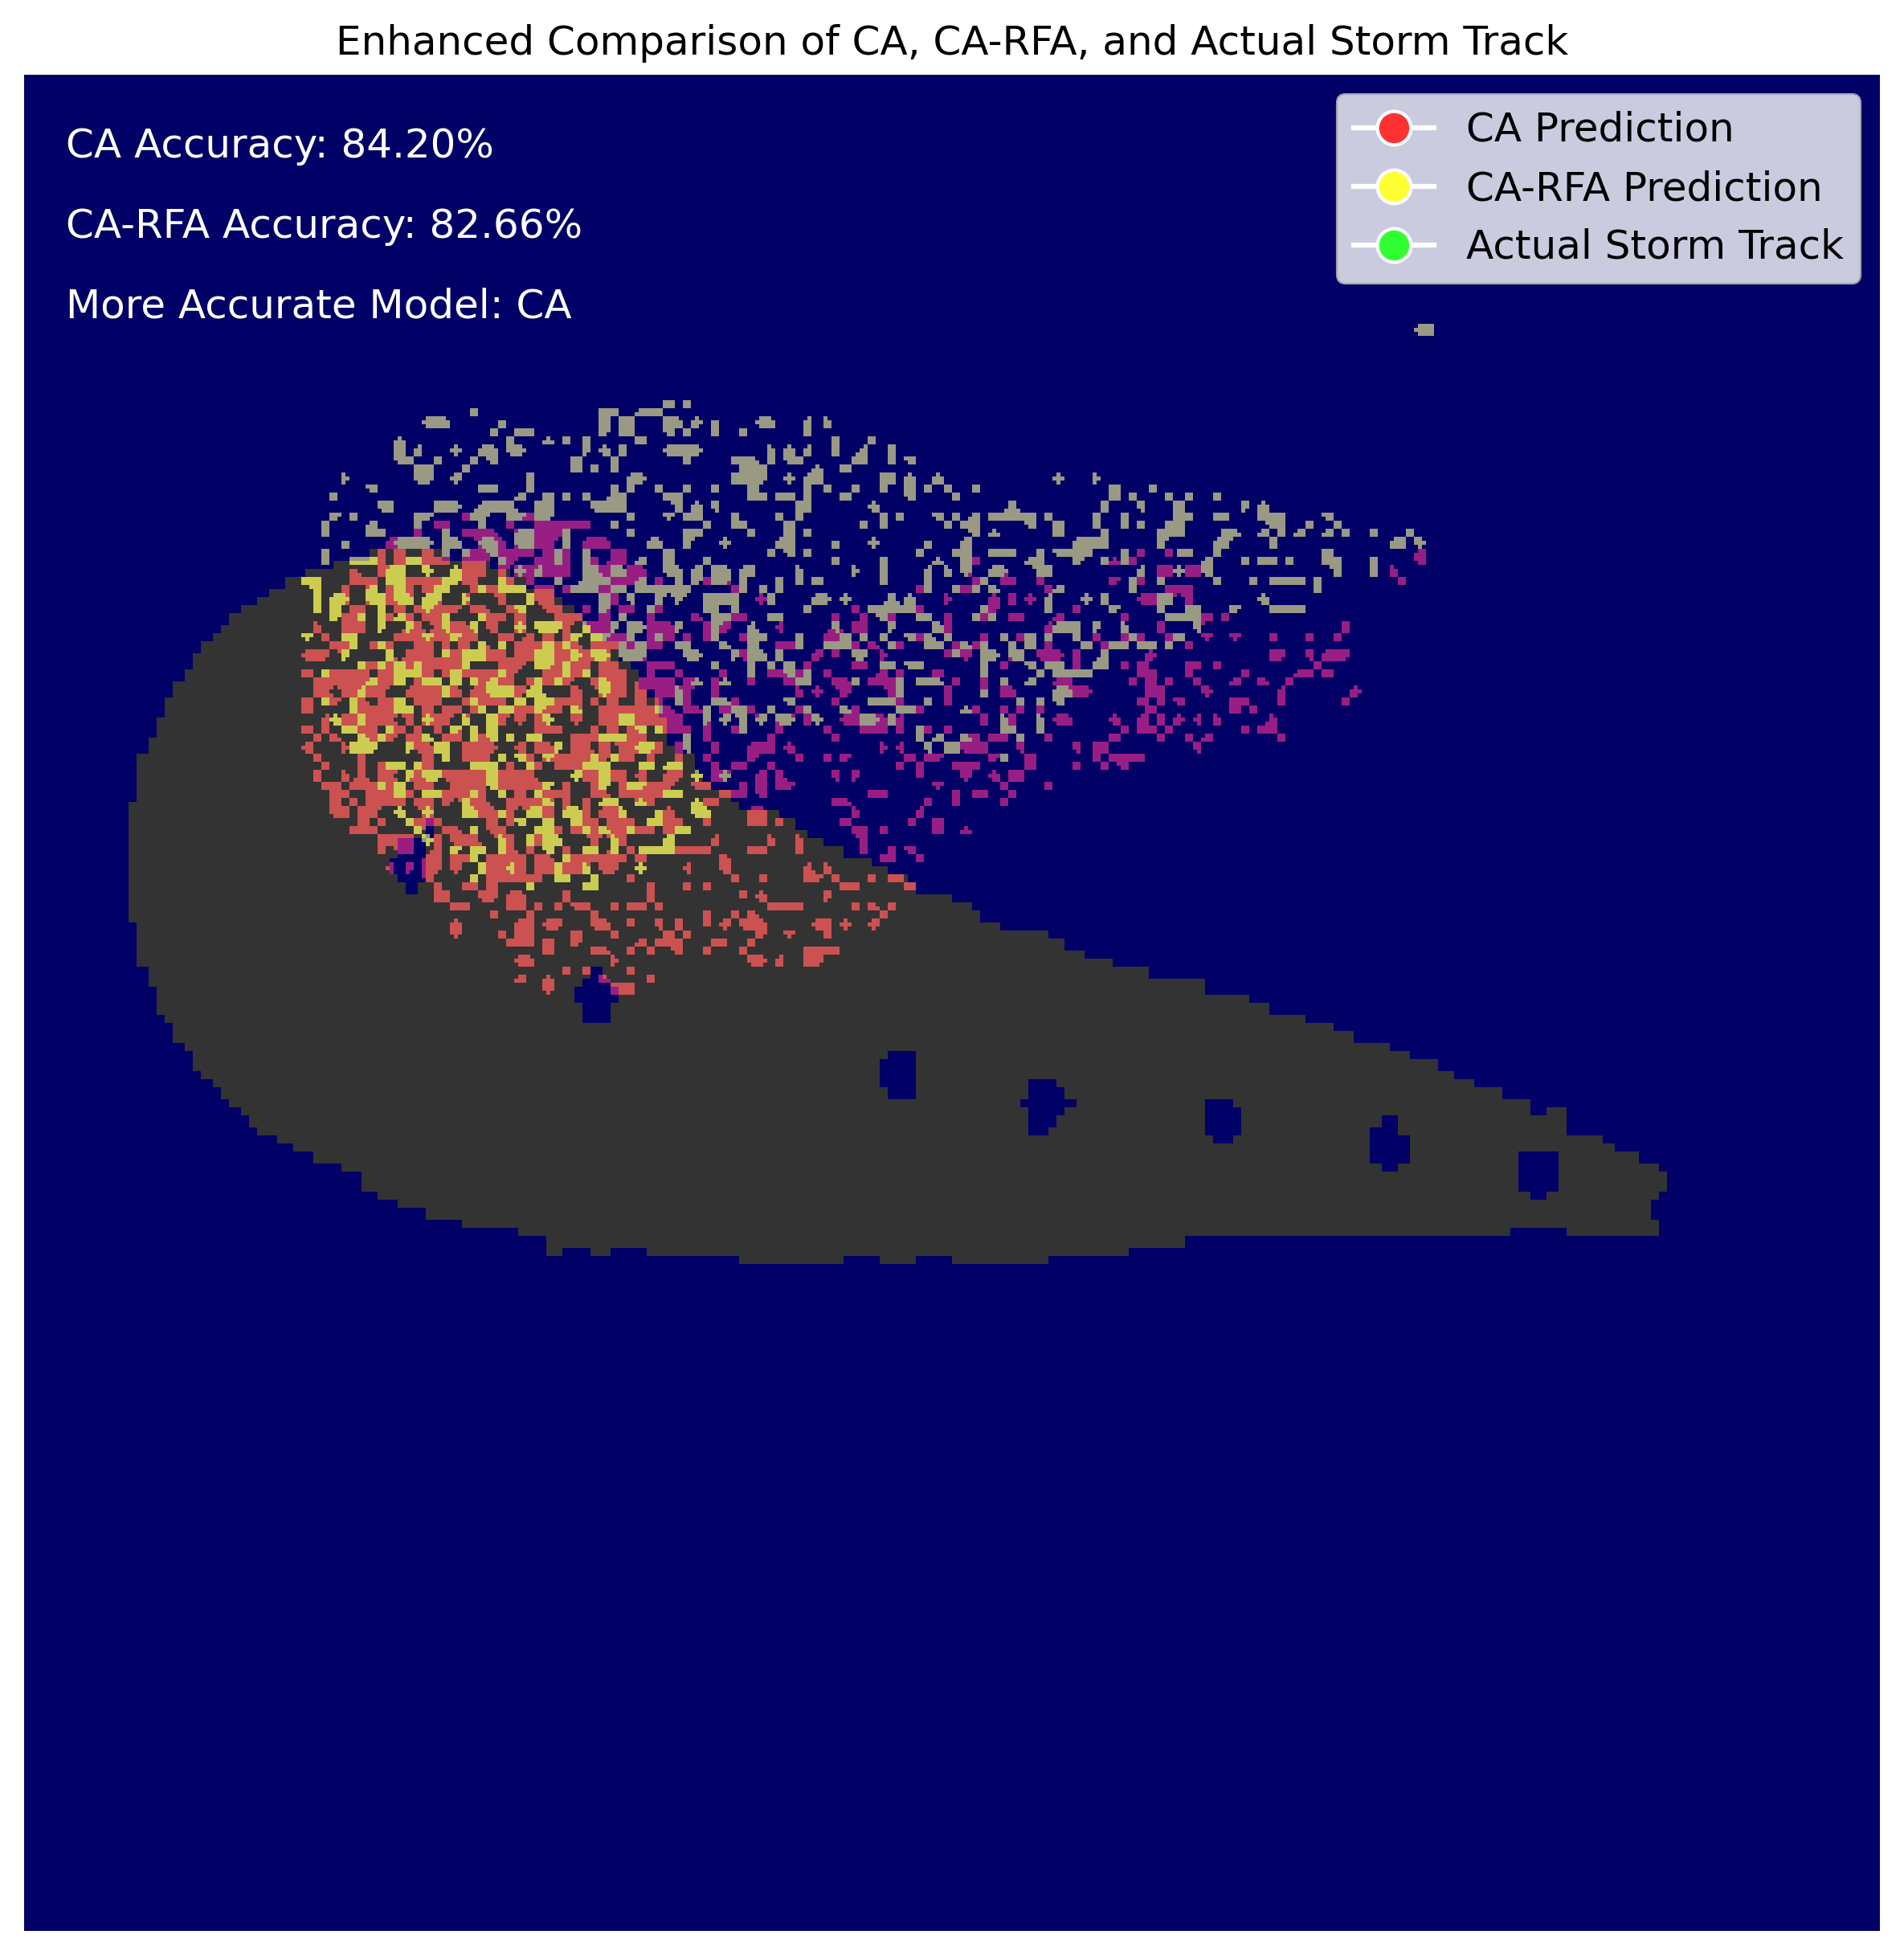 Enhanced Comparison of CA, CA-RFA, and Actual Storm Track
CA Accuracy: 84.20%
CA-RFA Accuracy: 82.66%
More Accurate Model: CA
CA Prediction
CA-RFA Prediction
Actual Storm Track